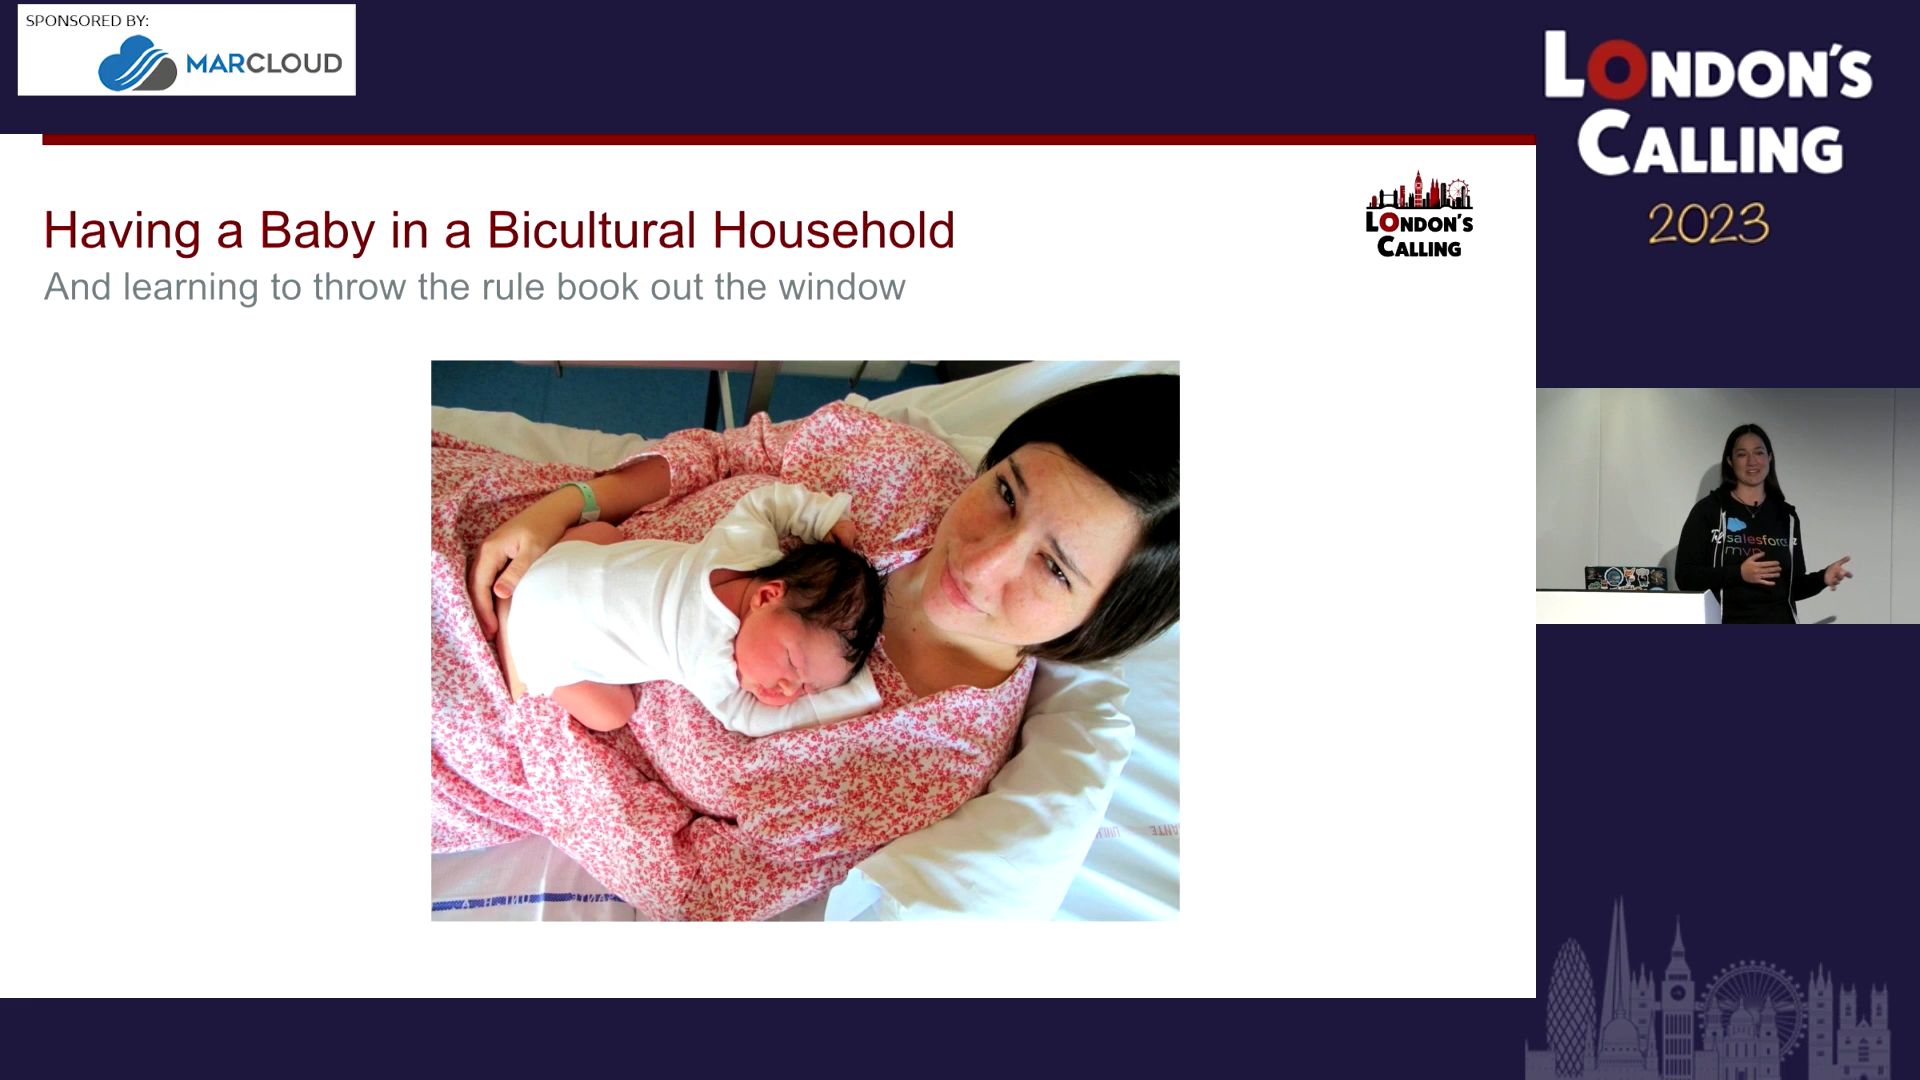 SPONSORED BY:
MARCLOUD
LONDON'S
CALLING
2023
Having a Baby in a Bicultural Household
And learning to throw the rule book out the window
LONDON'S
CALLING
salesforce
mvp